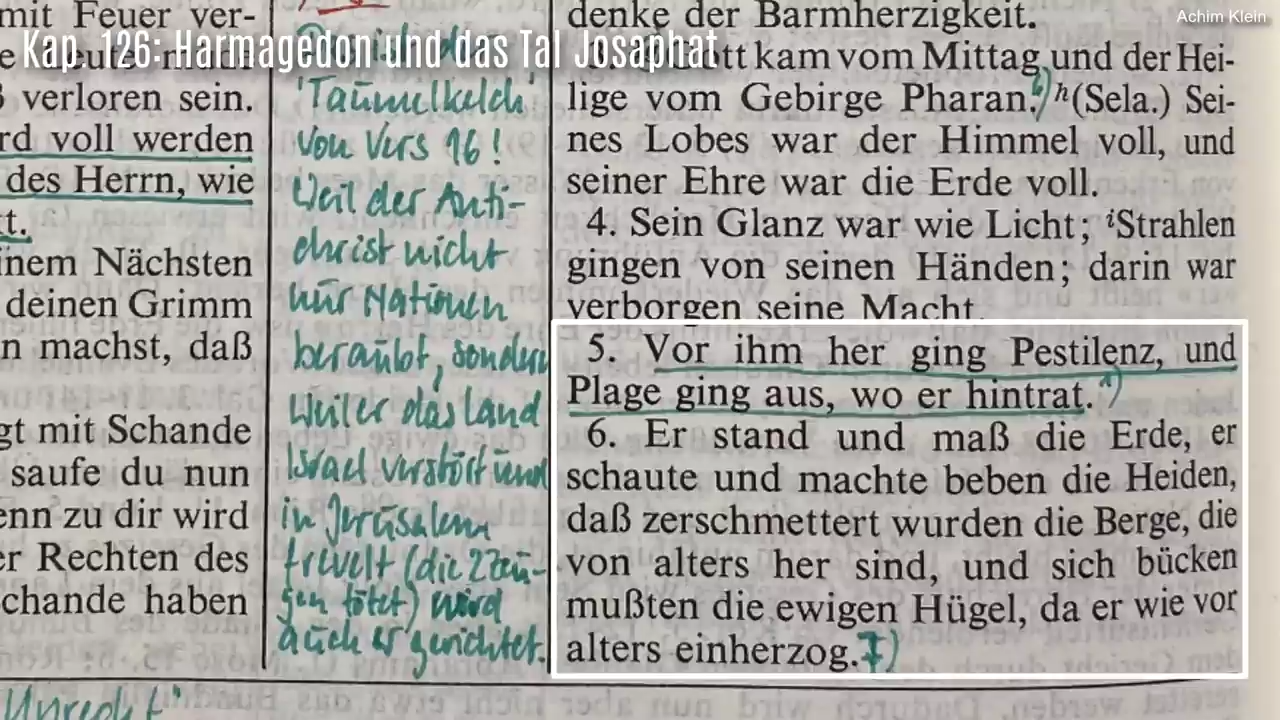 Achim Klein
Kap. 126: Harmagedon und das Tal Josaphat
mit Feuer ver-
verloren sein.
rd voll werden
des Herrn, wie
t.
inem Nächsten
deinen Grimm
n machst, daß
gt mit Schande
saufe du nun
enn zu dir wird
er Rechten des
chande haben
'Taumelkelch'
von Vers 16!
Weil der Anti-
christ nicht
nur Nationen
beraubt, sondern
weil er das Land
Israel verstört und
in Jerusalem
frevelt (die 2 Zeu-
gen tötet) wird
auch er gerichtet.
Unrecht"
denke der Barmherzigkeit.
3. Gott kam vom Mittag und der Hei-
lige vom Gebirge Pharan. 6) h (Sela.) Sei-
nes Lobes war der Himmel voll, und
seiner Ehre war die Erde voll.
4. Sein Glanz war wie Licht; i Strahlen
gingen von seinen Händen; darin war
verborgen seine Macht.
5. Vor ihm her ging Pestilenz, und
Plage ging aus, wo er hintrat.
6. Er stand und maß die Erde, er
schaute und machte beben die Heiden,
daß zerschmettert wurden die Berge, die
von alters her sind, und sich bücken
mußten die ewigen Hügel, da er wie vor
alters einherzog. 7)